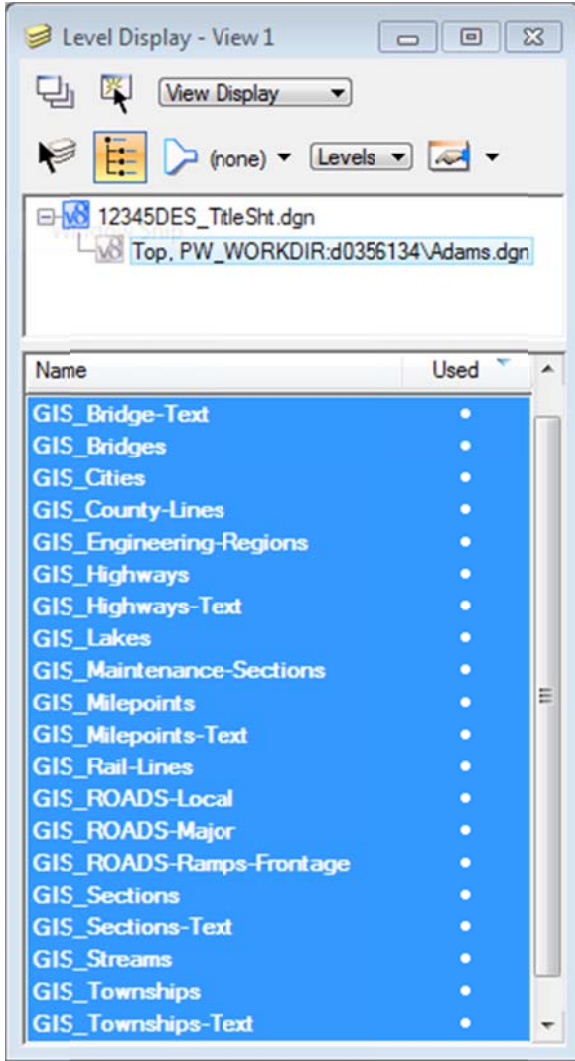 Level Display - View 1
View Display
(none) Levels
12345DES_TitleSht.dgn
Top, PW_WORKDIR:d0356134\Adams.dgn
Name Used
GIS_Bridge-Text
GIS_Bridges
GIS_Cities
GIS_County-Lines
GIS_Engineering-Regions
GIS_Highways
GIS_Highways-Text
GIS_Lakes
GIS_Maintenance-Sections
GIS_Milepoints
GIS_Milepoints-Text
GIS_Rail-Lines
GIS_ROADS-Local
GIS_ROADS-Major
GIS_ROADS-Ramps-Frontage
GIS_Sections
GIS_Sections-Text
GIS_Streams
GIS_Townships
GIS_Townships-Text